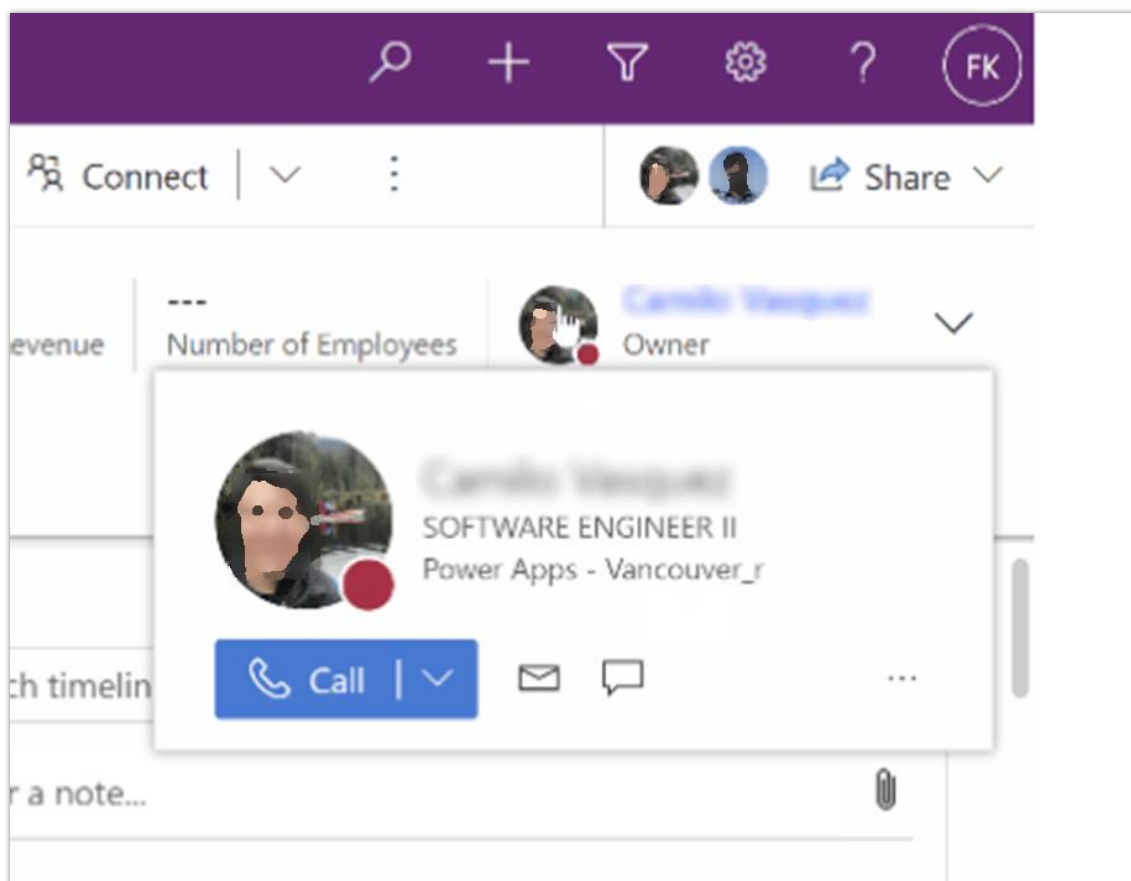 FK
Connect
Share
---
evenue
Number of Employees
Owner
SOFTWARE ENGINEER II
Power Apps - Vancouver_r
Call
ch timelin
r a note...